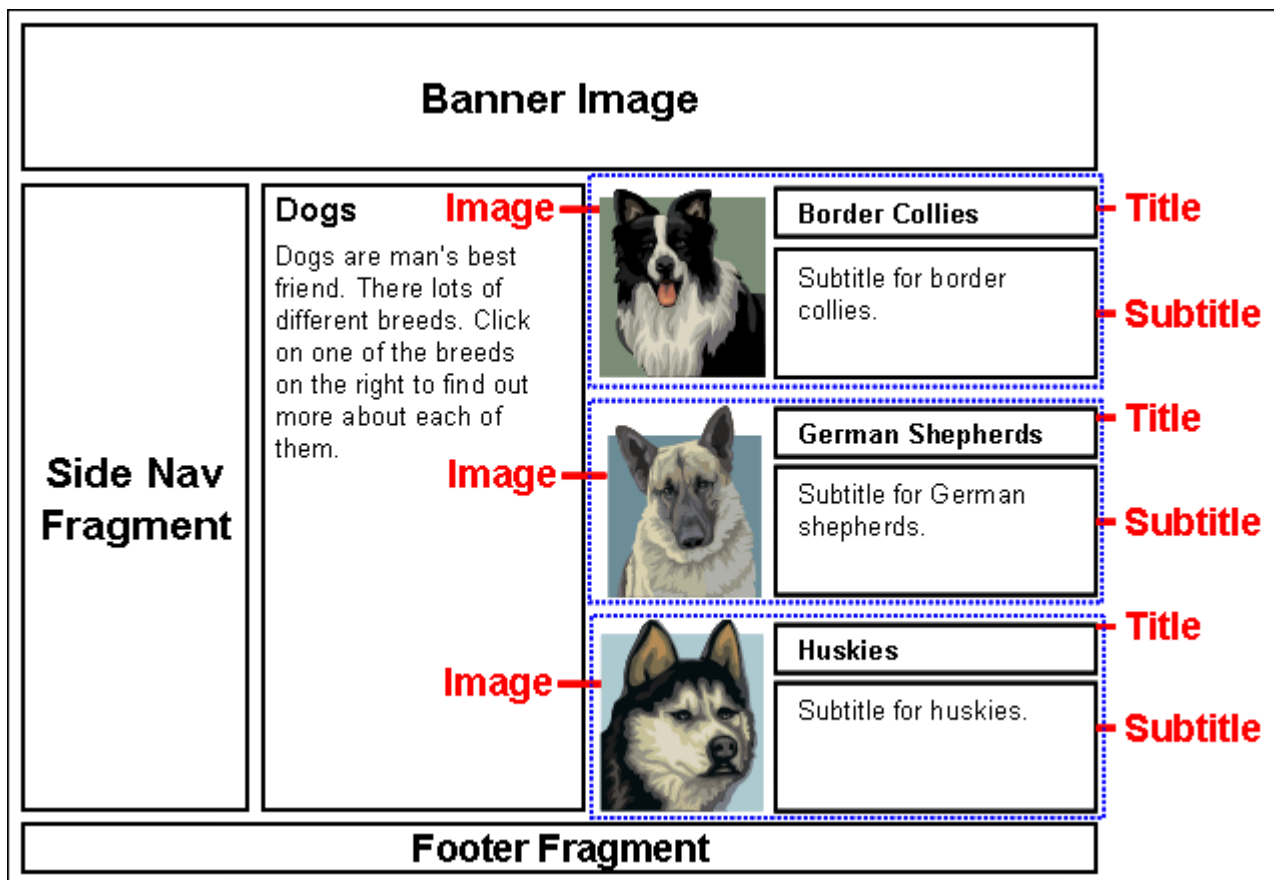 Banner Image
Side Nav
Fragment
Dogs
Dogs are man's best
friend. There lots of
different breeds. Click
on one of the breeds
on the right to find out
more about each of
them.
Image
Border Collies
Title
Subtitle for border
collies.
Subtitle
Image
German Shepherds
Title
Subtitle for German
shepherds.
Subtitle
Image
Huskies
Title
Subtitle for huskies.
Subtitle
Footer Fragment